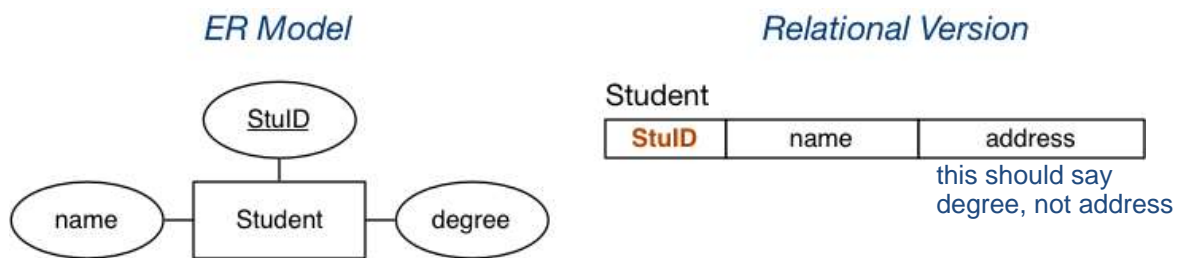 ER Model
Relational Version
StuID
name
Student
degree
Student
StuID name address
this should say
degree, not address